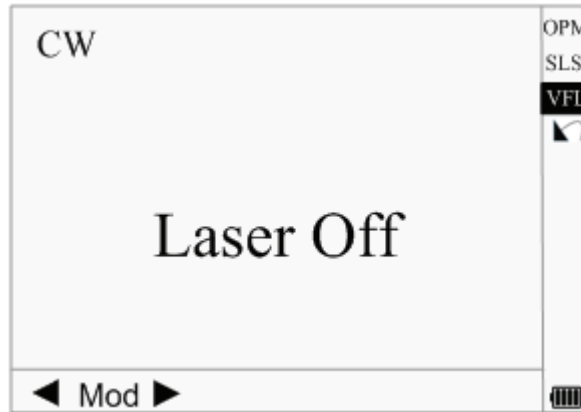 CW
Laser Off
◀ Mod ▶
OPM
SLS
VFL